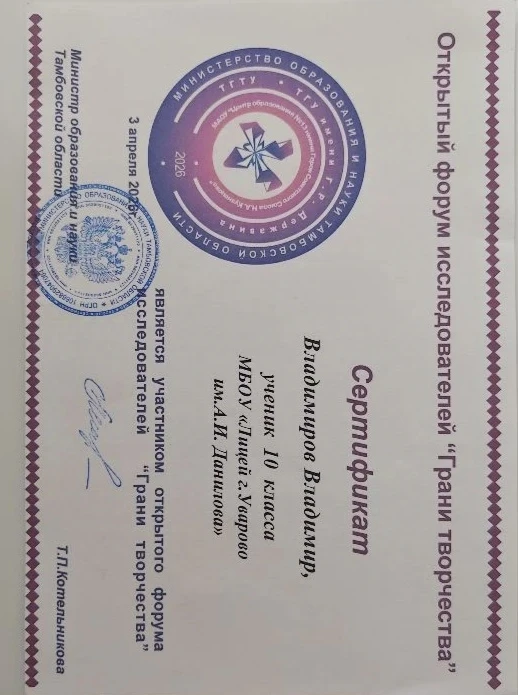 Открытый форум исследователей “Грани творчества”
МИНИСТЕРСТВО ОБРАЗОВАНИЯ И НАУКИ ТАМБОВСКОЙ ОБЛАСТИ
ТГТУ • ТГУ имени Г.Р. Державина
2026
Сертификат
Владимиров Владимир,
ученик 10 класса
МБОУ «Лицей г.Уварово
им.А.И. Данилова»
является участником открытого форума
исследователей “Грани творчества”
3 апреля 2026г.
Министр образования и науки
Тамбовской области
Т.П.Котельникова